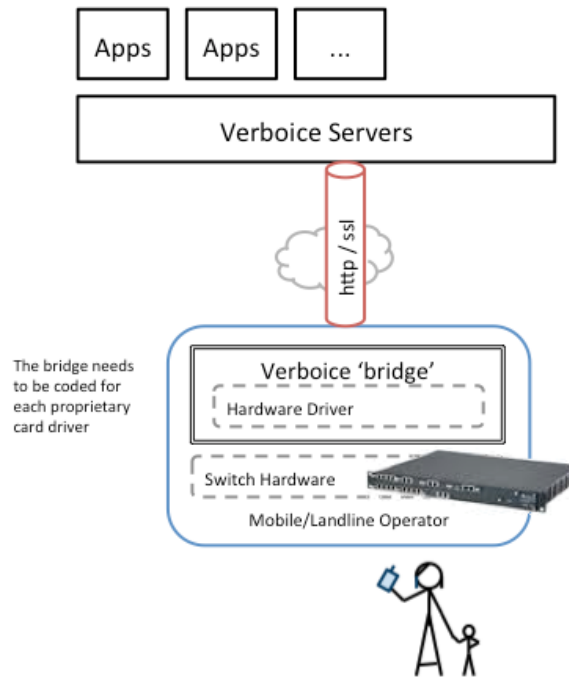 Apps
Apps
...
Verboice Servers
http / ssl
The bridge needs
to be coded for
each proprietary
card driver
Verboice ‘bridge’
Hardware Driver
Switch Hardware
Mobile/Landline Operator